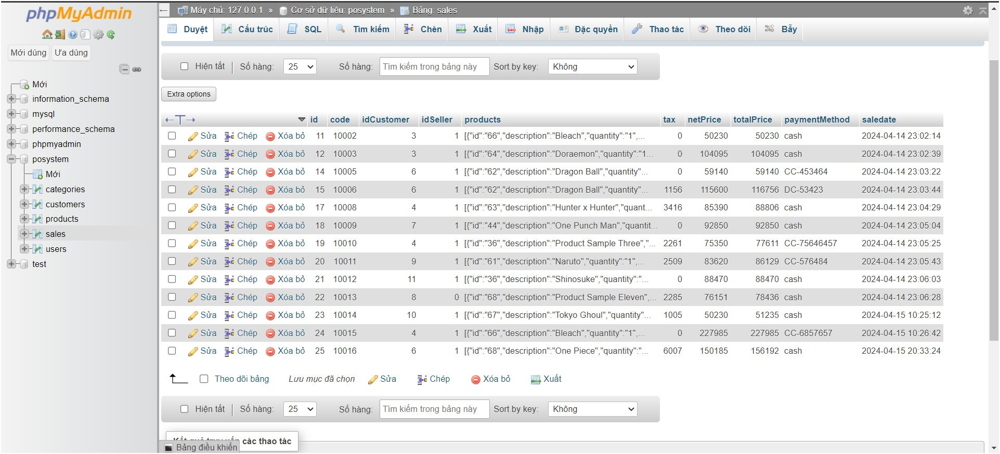 phpMyAdmin
Mới dùng Ưa dùng
Mới
information_schema
mysql
performance_schema
phpmyadmin
posystem
Mới
categories
customers
products
sales
users
test
Máy chủ: 127.0.0.1 » Cơ sở dữ liệu: posystem » Bảng: sales
Duyệt Cấu trúc SQL Tìm kiếm Chèn Xuất Nhập Đặc quyền Thao tác Theo dõi Bẫy
Hiện tất Số hàng: 25 Số hàng: Tìm kiếm trong bảng này Sort by key: Không
Extra options
←T→ id code idCustomer idSeller products tax netPrice totalPrice paymentMethod saledate
Sửa Chép Xóa bỏ 11 10002 3 1 [{"id":"66","description":"Bleach","quantity":"1",... 0 50230 50230 cash 2024-04-14 23:02:14
Sửa Chép Xóa bỏ 12 10003 3 1 [{"id":"64","description":"Doraemon","quantity":"1... 0 104095 104095 cash 2024-04-14 23:02:39
Sửa Chép Xóa bỏ 14 10005 6 1 [{"id":"62","description":"Dragon Ball","quantity"... 0 59140 59140 CC-453464 2024-04-14 23:03:22
Sửa Chép Xóa bỏ 15 10006 6 1 [{"id":"62","description":"Dragon Ball","quantity"... 1156 115600 116756 DC-53423 2024-04-14 23:03:44
Sửa Chép Xóa bỏ 17 10008 4 1 [{"id":"63","description":"Hunter x Hunter","quant... 3416 85390 88806 cash 2024-04-14 23:04:29
Sửa Chép Xóa bỏ 18 10009 7 1 [{"id":"44","description":"One Punch Man","quantit... 0 92850 92850 cash 2024-04-14 23:05:04
Sửa Chép Xóa bỏ 19 10010 4 1 [{"id":"36","description":"Product Sample Three","... 2261 75350 77611 CC-75646457 2024-04-14 23:05:25
Sửa Chép Xóa bỏ 20 10011 9 1 [{"id":"61","description":"Naruto","quantity":"1",... 2509 83620 86129 CC-576484 2024-04-14 23:05:43
Sửa Chép Xóa bỏ 21 10012 11 1 [{"id":"36","description":"Shinosuke","quantity":"... 0 88470 88470 cash 2024-04-14 23:06:03
Sửa Chép Xóa bỏ 22 10013 8 0 [{"id":"68","description":"Product Sample Eleven",... 2285 76151 78436 cash 2024-04-14 23:06:28
Sửa Chép Xóa bỏ 23 10014 10 1 [{"id":"67","description":"Tokyo Ghoul","quantity"... 1005 50230 51235 cash 2024-04-15 10:25:12
Sửa Chép Xóa bỏ 24 10015 4 1 [{"id":"66","description":"Bleach","quantity":"1",... 0 227985 227985 CC-6857657 2024-04-15 10:26:42
Sửa Chép Xóa bỏ 25 10016 6 1 [{"id":"68","description":"One Piece","quantity":"... 6007 150185 156192 cash 2024-04-15 20:33:24
Theo dõi bảng Lưu mục đã chọn Sửa Chép Xóa bỏ Xuất
Hiện tất Số hàng: 25 Số hàng: Tìm kiếm trong bảng này Sort by key: Không
các thao tác
Bảng điều khiển